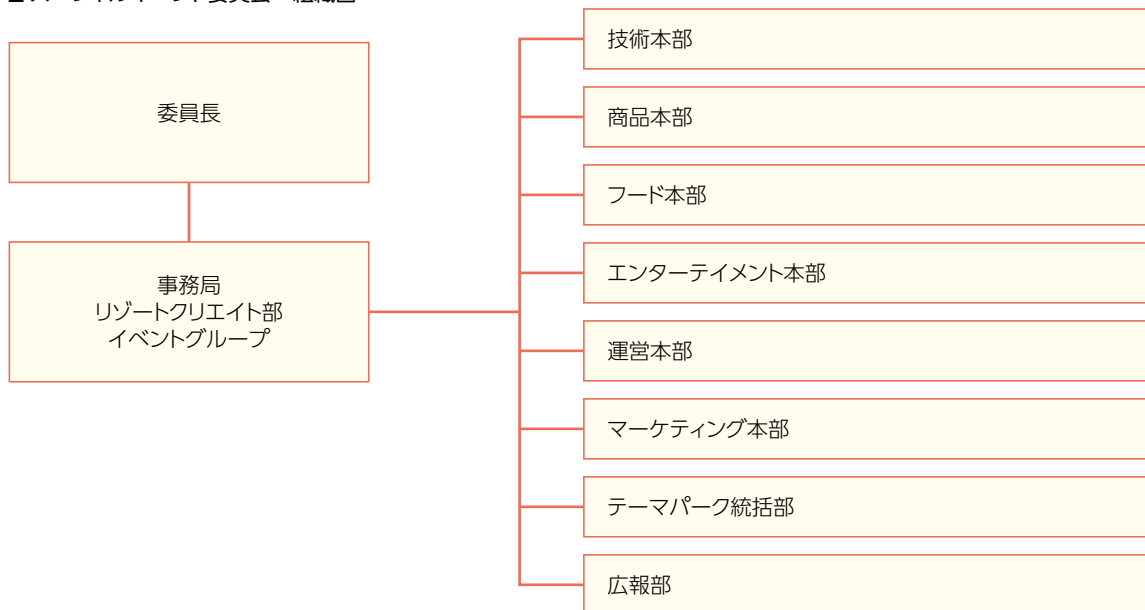 委員長
事務局
リゾートクリエイト部
イベントグループ
技術本部
商品本部
フード本部
エンターテイメント本部
運営本部
マーケティング本部
テーマパーク統括部
広報部